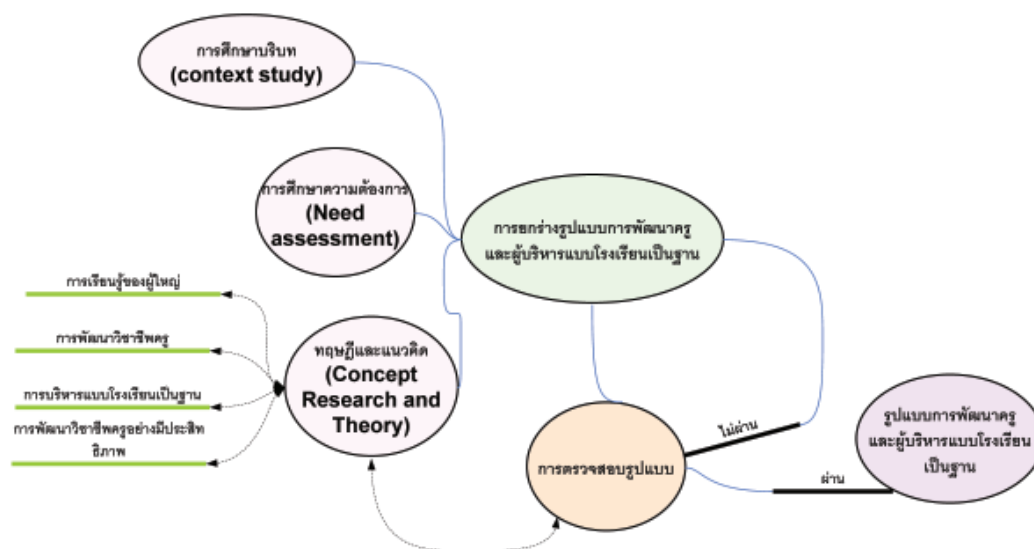 การศึกษาบริบท
(context study)
การศึกษาความต้องการ
(Need
assessment)
การยกร่างรูปแบบการพัฒนาครู
และผู้บริหารแบบโรงเรียนเป็นฐาน
การเรียนรู้ของผู้ใหญ่
การพัฒนาวิชาชีพครู
การบริหารแบบโรงเรียนเป็นฐาน
การพัฒนาวิชาชีพครูอย่างมีประสิท
ธิภาพ
ทฤษฎีและแนวคิด
(Concept
Research and
Theory)
การตรวจสอบรูปแบบ
ไม่ผ่าน
ผ่าน
รูปแบบการพัฒนาครู
และผู้บริหารแบบโรงเรียน
เป็นฐาน